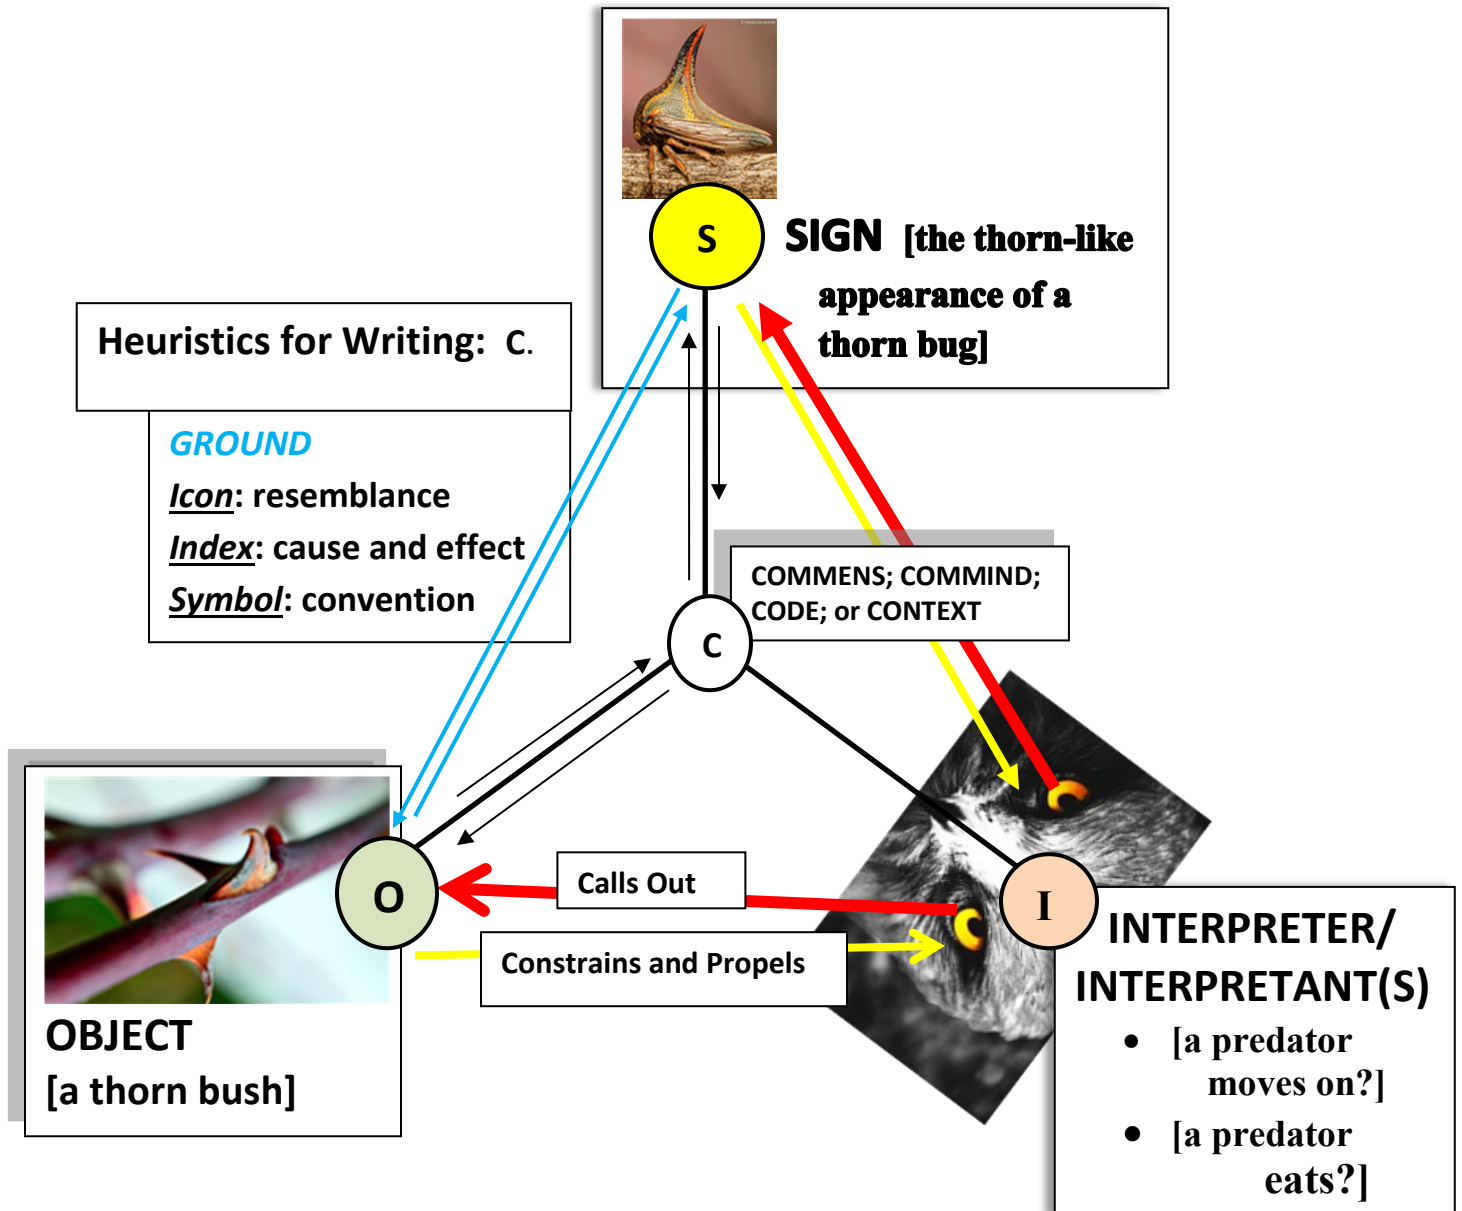 S
SIGN [the thorn-like
appearance of a
thorn bug]
Heuristics for Writing: C.
GROUND
Icon: resemblance
Index: cause and effect
Symbol: convention
COMMENS; COMMIND;
CODE; or CONTEXT
C
O
Calls Out
Constrains and Propels
I
OBJECT
[a thorn bush]
INTERPRETER/
INTERPRETANT(S)
• [a predator
moves on?]
• [a predator
eats?]